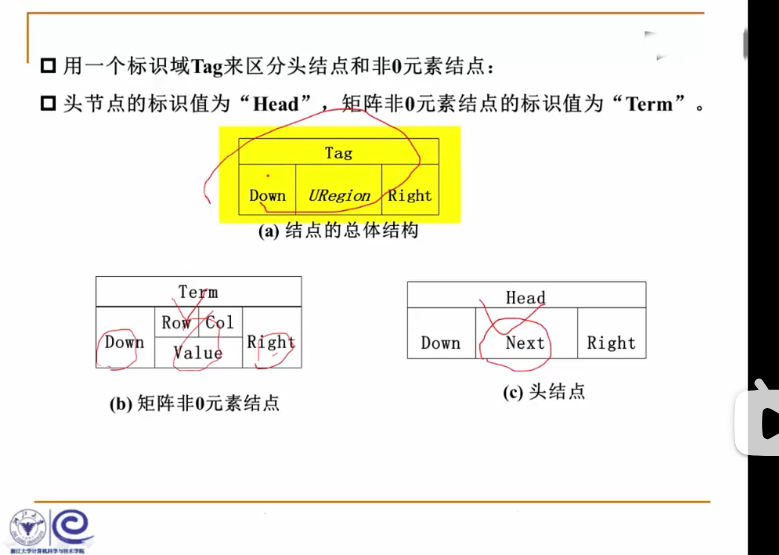 用一个标识域Tag来区分头结点和非0元素结点：
头节点的标识值为“Head”，矩阵非0元素结点的标识值为“Term”。
Tag
Down URegion Right
(a) 结点的总体结构
Term
Row Col
Down Value Right
(b) 矩阵非0元素结点
Head
Down Next Right
(c) 头结点
浙江大学计算机科学与技术学院